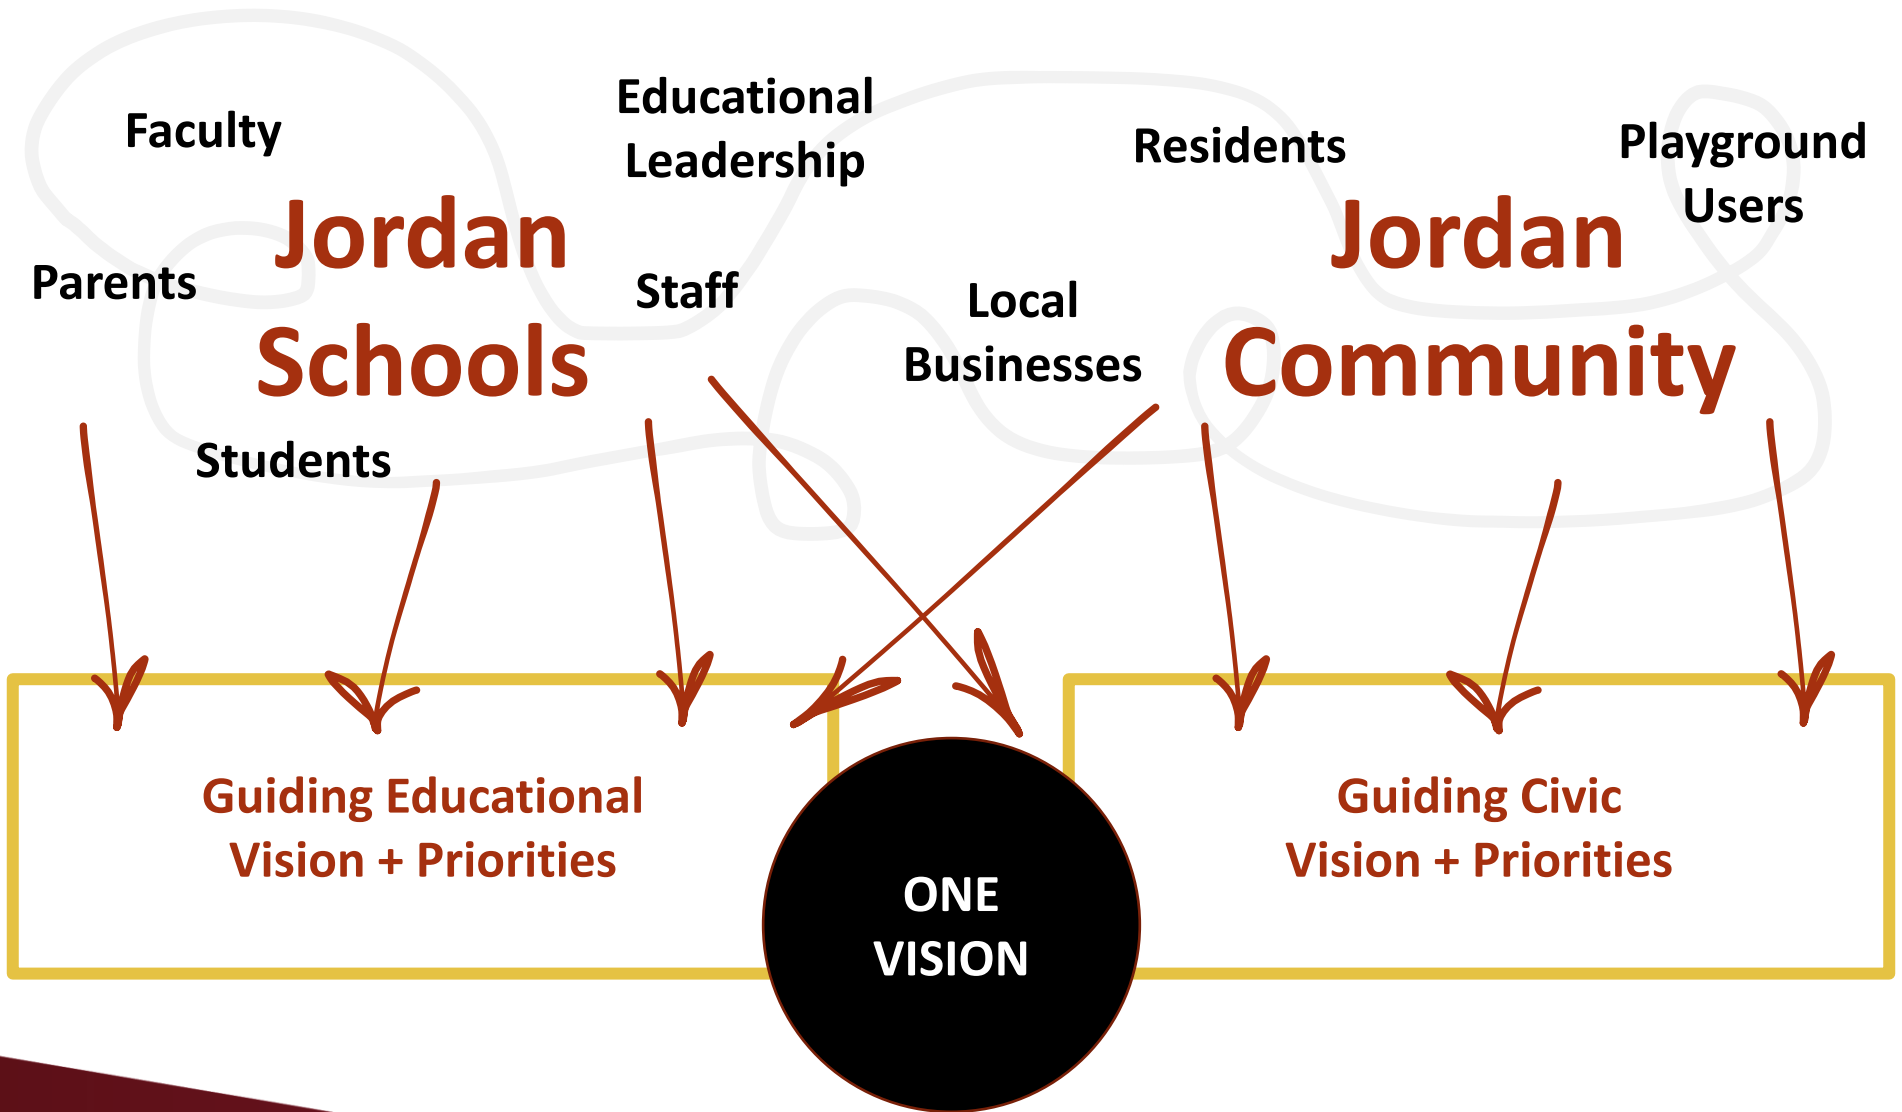 Faculty
Educational
Leadership
Jordan
Schools
Parents
Staff
Students
Residents
Playground
Users
Jordan
Community
Local
Businesses
Guiding Educational
Vision + Priorities
ONE
VISION
Guiding Civic
Vision + Priorities